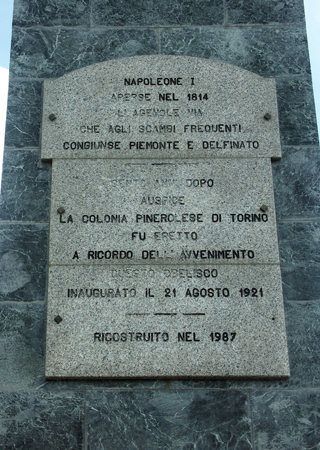 NAPOLEONE I
APERSE NEL 1814
L'AGEVOLE VIA
CHE AGLI SCAMBI FREQUENTI
CONGIUNSE PIEMONTE E DELFINATO
CENTO ANNI DOPO
AUSPICE
LA COLONIA PINEROLESE DI TORINO
FU ERETTO
A RICORDO DELL'AVVENIMENTO
QUESTO OBELISCO
INAUGURATO IL 21 AGOSTO 1921
RICOSTRUITO NEL 1987